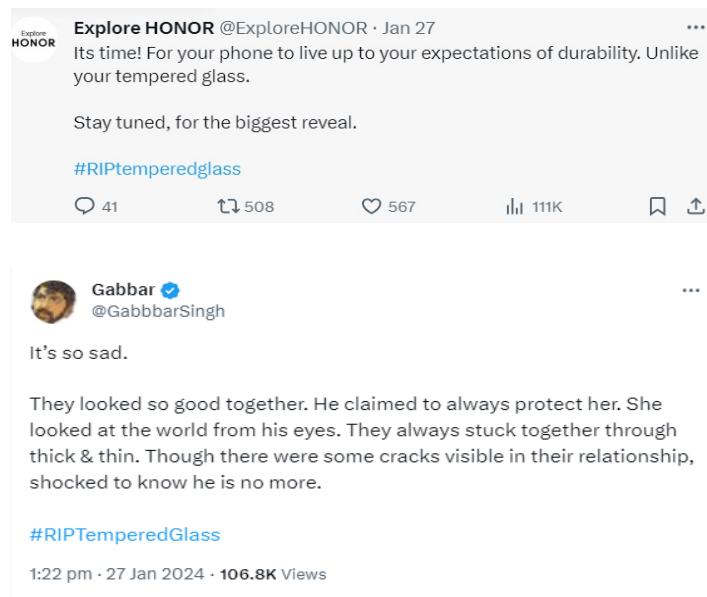 Explore
HONOR
Explore HONOR @ExploreHONOR · Jan 27
Its time! For your phone to live up to your expectations of durability. Unlike
your tempered glass.
Stay tuned, for the biggest reveal.
#RIPtemperedglass
41 508 567 111K
Gabbar
@GabbbarSingh
It's so sad.
They looked so good together. He claimed to always protect her. She
looked at the world from his eyes. They always stuck together through
thick & thin. Though there were some cracks visible in their relationship,
shocked to know he is no more.
#RIPTemperedGlass
1:22 pm · 27 Jan 2024 · 106.8K Views